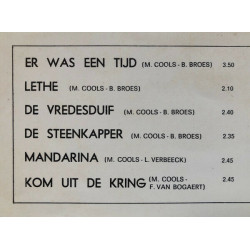 ER WAS EEN TIJD (M. COOLS - B. BROES) 3.50
LETHE (M. COOLS - B. BROES) 2.10
DE VREDESDUIF (M. COOLS - B. BROES) 2.40
DE STEENKAPPER (M. COOLS - B. BROES) 2.35
MANDARINA (M. COOLS - L. VERBEECK) 2.45
KOM UIT DE KRING (M. COOLS - 2.45
F. VAN BOGAERT)